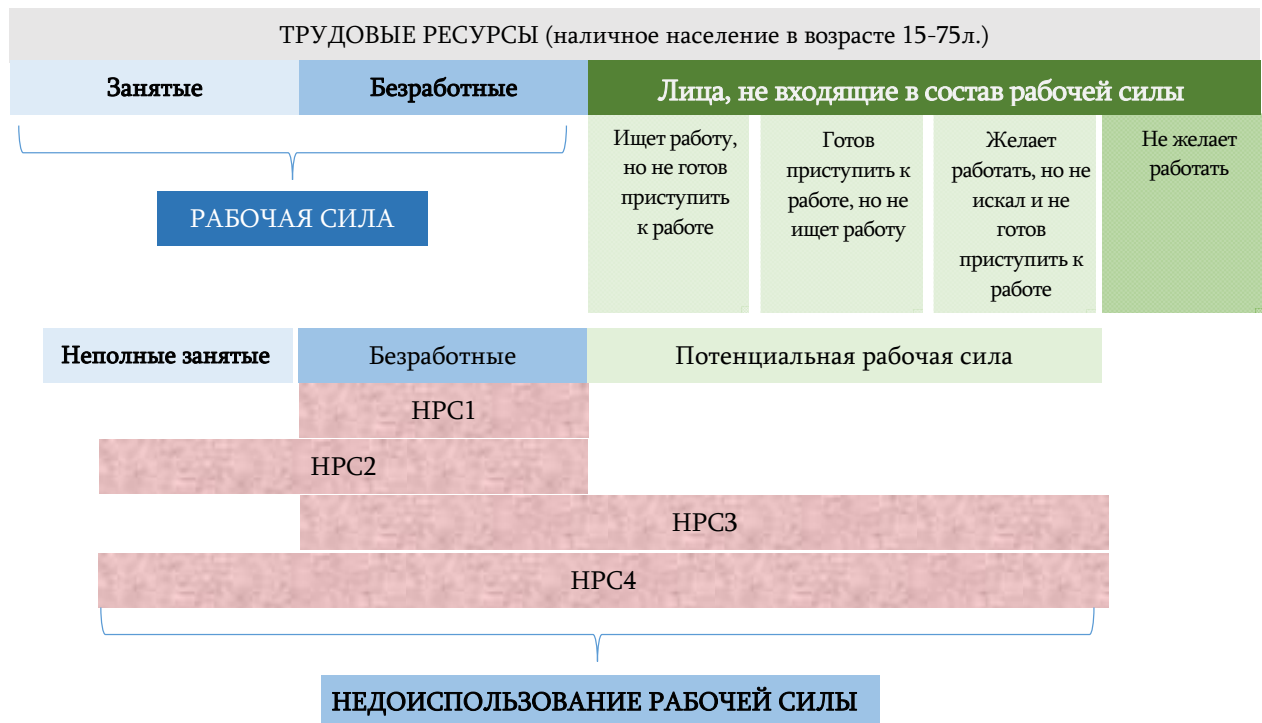 ТРУДОВЫЕ РЕСУРСЫ (наличное население в возрасте 15-75л.)
Занятые
Безработные
Лица, не входящие в состав рабочей силы
РАБОЧАЯ СИЛА
Ищет работу,
но не готов
приступить
к работе
Готов
приступить к
работе, но не
ищет работу
Желает
работать, но не
искал и не
готов
приступить к
работе
Не желает
работать
Неполные занятые
Безработные
Потенциальная рабочая сила
НРС1
НРС2
НРС3
НРС4
НЕДОИСПОЛЬЗОВАНИЕ РАБОЧЕЙ СИЛЫ